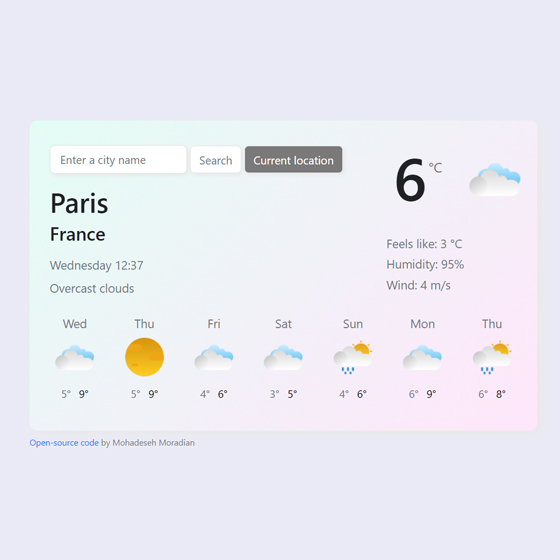 Enter a city name Search Current location
6 °C
Paris
France
Wednesday 12:37
Overcast clouds
Feels like: 3 °C
Humidity: 95%
Wind: 4 m/s
Wed Thu Fri Sat Sun Mon Thu
5° 9° 5° 9° 4° 6° 3° 5° 4° 6° 6° 9° 6° 8°
Open-source code by Mohadeseh Moradian